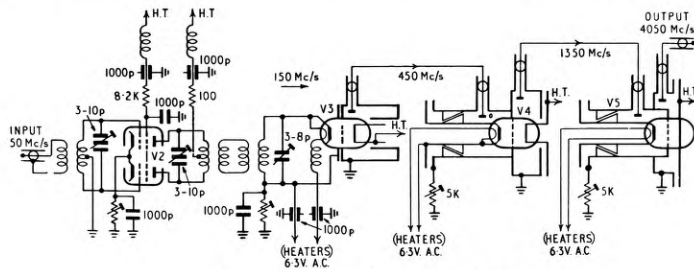 H.T.
H.T.
OUTPUT
4050 Mc/s
1000p
1000p
1350 Mc/s
150 Mc/s
450 Mc/s
8·2K
1000p
100
V3
V4
V5
3-10p
H.T.
H.T.
H.T.
INPUT
50 Mc/s
V2
3-8p
3-10p
5K
5K
1000p
1000p
1000p
(HEATERS)
6·3V. A.C.
(HEATERS)
6·3V. A.C.
(HEATERS)
6·3V. A.C.